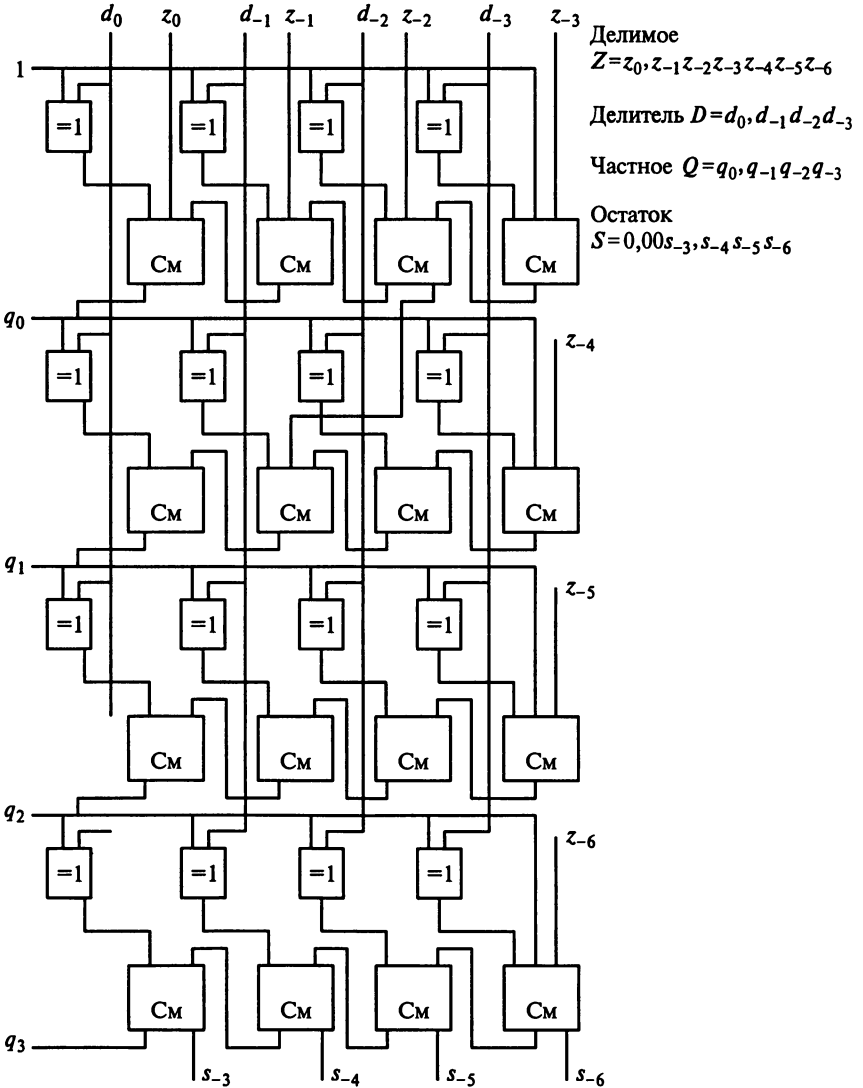 d₀ z₀ d₋₁ z₋₁ d₋₂ z₋₂ d₋₃ z₋₃
Делимое
Z=z₀,z₋₁z₋₂z₋₃z₋₄z₋₅z₋₆
Делитель D=d₀,d₋₁d₋₂d₋₃
Частное Q=q₀,q₋₁q₋₂q₋₃
Остаток
S=0,00s₋₃,s₋₄s₋₅s₋₆
1
=1 =1 =1 =1
См См См См
q₀
z₋₄
=1 =1 =1 =1
См См См См
q₁
z₋₅
=1 =1 =1 =1
См См См См
q₂
z₋₆
=1 =1 =1 =1
См См См См
q₃
s₋₃ s₋₄ s₋₅ s₋₆